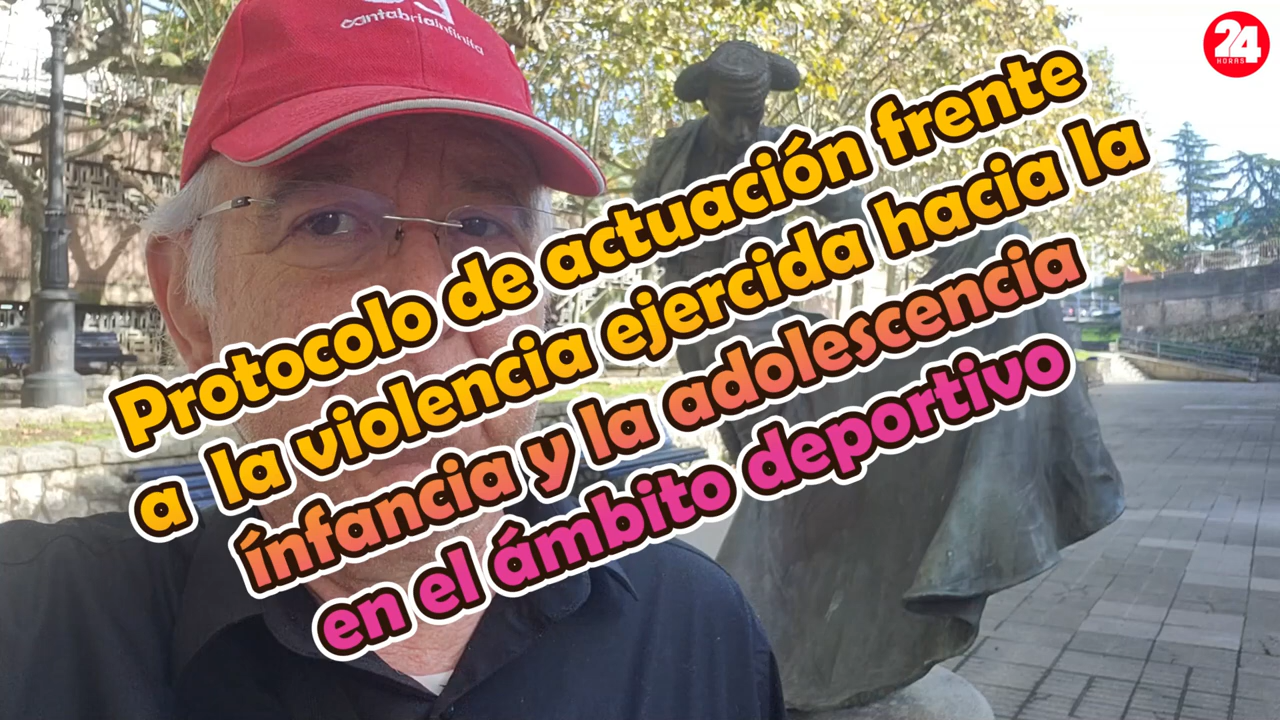 cantabriainfinita
24
HORAS
Protocolo de actuación frente
a la violencia ejercida hacia la
ínfancia y la adolescencia
en el ámbito deportivo